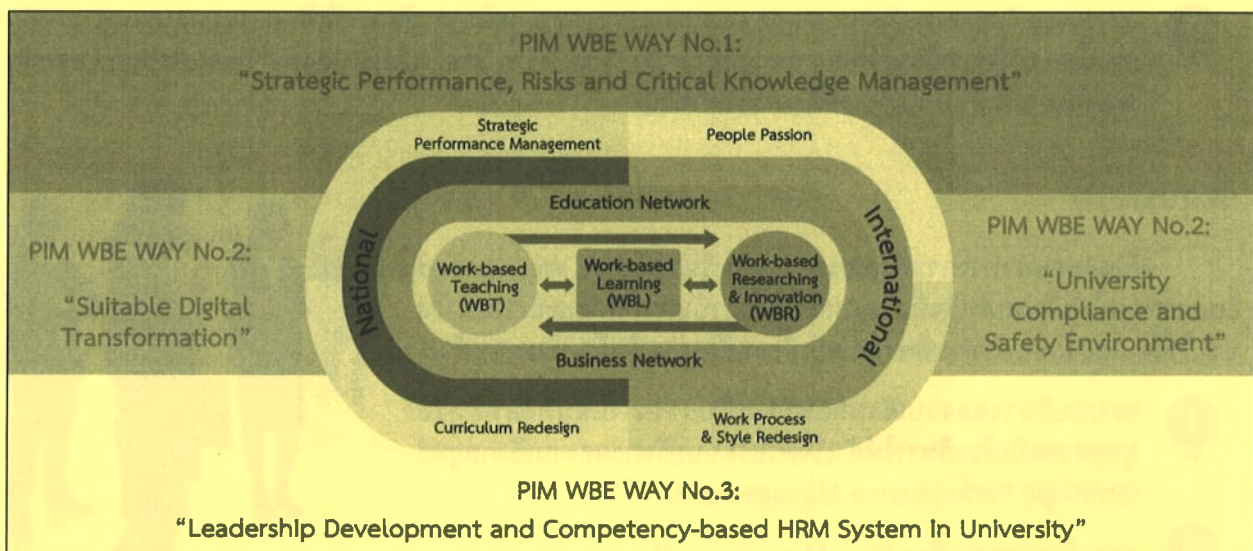 PIM WBE WAY No.1:
“Strategic Performance, Risks and Critical Knowledge Management”
Strategic
Performance Management
People Passion
Education Network
National
International
PIM WBE WAY No.2:
“Suitable Digital
Transformation”
Work-based
Teaching
(WBT)
Work-based
Learning
(WBL)
Work-based
Researching
& Innovation
(WBR)
PIM WBE WAY No.2:
“University
Compliance and
Safety Environment”
Business Network
Curriculum Redesign
Work Process
& Style Redesign
PIM WBE WAY No.3:
“Leadership Development and Competency-based HRM System in University”